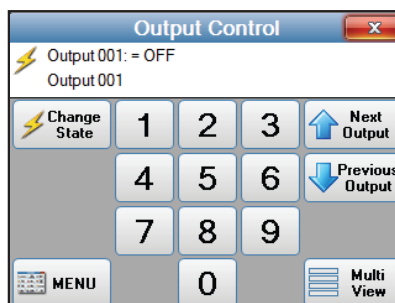 Output Control
x
Output 001: = OFF
Output 001
Change State
1
2
3
Next Output
4
5
6
Previous Output
7
8
9
MENU
0
Multi View